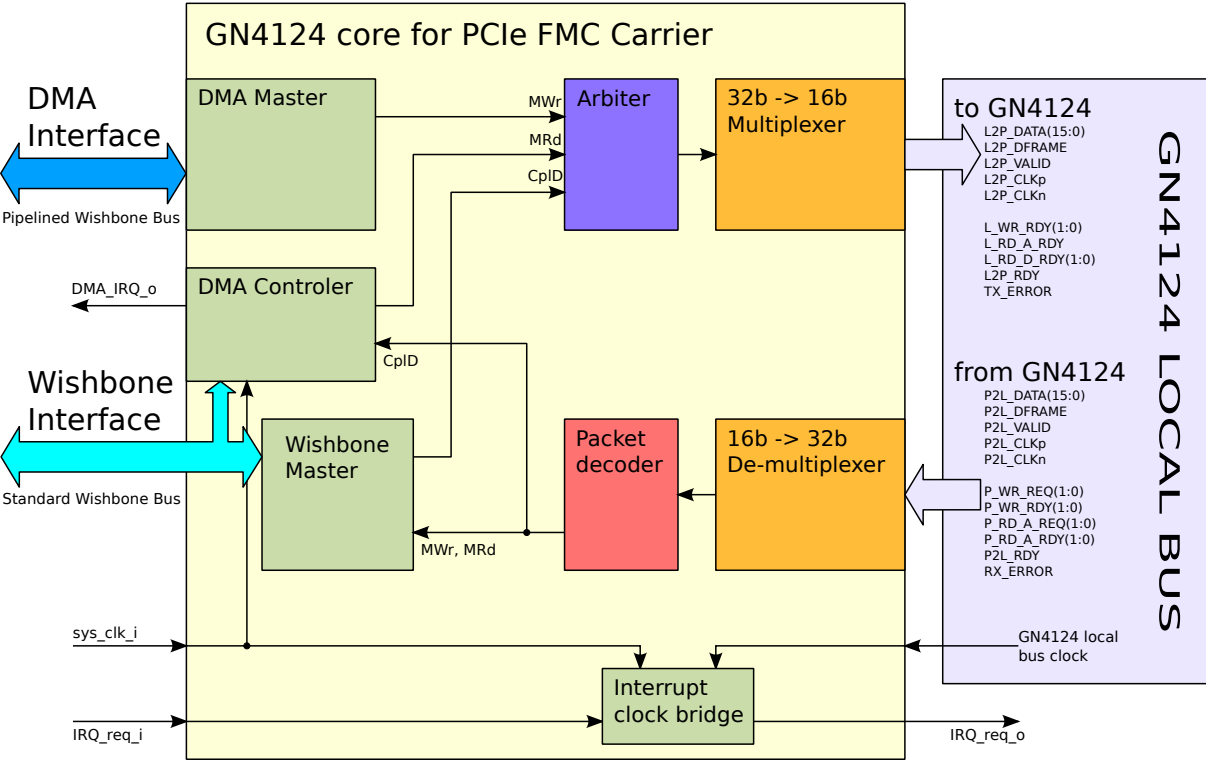 GN4124 core for PCIe FMC Carrier
DMA
Interface
Pipelined Wishbone Bus
DMA Master
MWr
MRd
CplD
Arbiter
32b -> 16b
Multiplexer
to GN4124
L2P_DATA(15:0)
L2P_DFRAME
L2P_VALID
L2P_CLKp
L2P_CLKn
L_WR_RDY(1:0)
L_RD_A_RDY
L_RD_D_RDY(1:0)
L2P_RDY
TX_ERROR
GN4124 LOCAL BUS
DMA_IRQ_o
DMA Controler
CplD
Wishbone
Interface
Standard Wishbone Bus
Wishbone
Master
MWr, MRd
Packet
decoder
16b -> 32b
De-multiplexer
from GN4124
P2L_DATA(15:0)
P2L_DFRAME
P2L_VALID
P2L_CLKp
P2L_CLKn
P_WR_REQ(1:0)
P_WR_RDY(1:0)
P_RD_A_REQ(1:0)
P_RD_A_RDY(1:0)
P2L_RDY
RX_ERROR
sys_clk_i
GN4124 local
bus clock
Interrupt
clock bridge
IRQ_req_i
IRQ_req_o